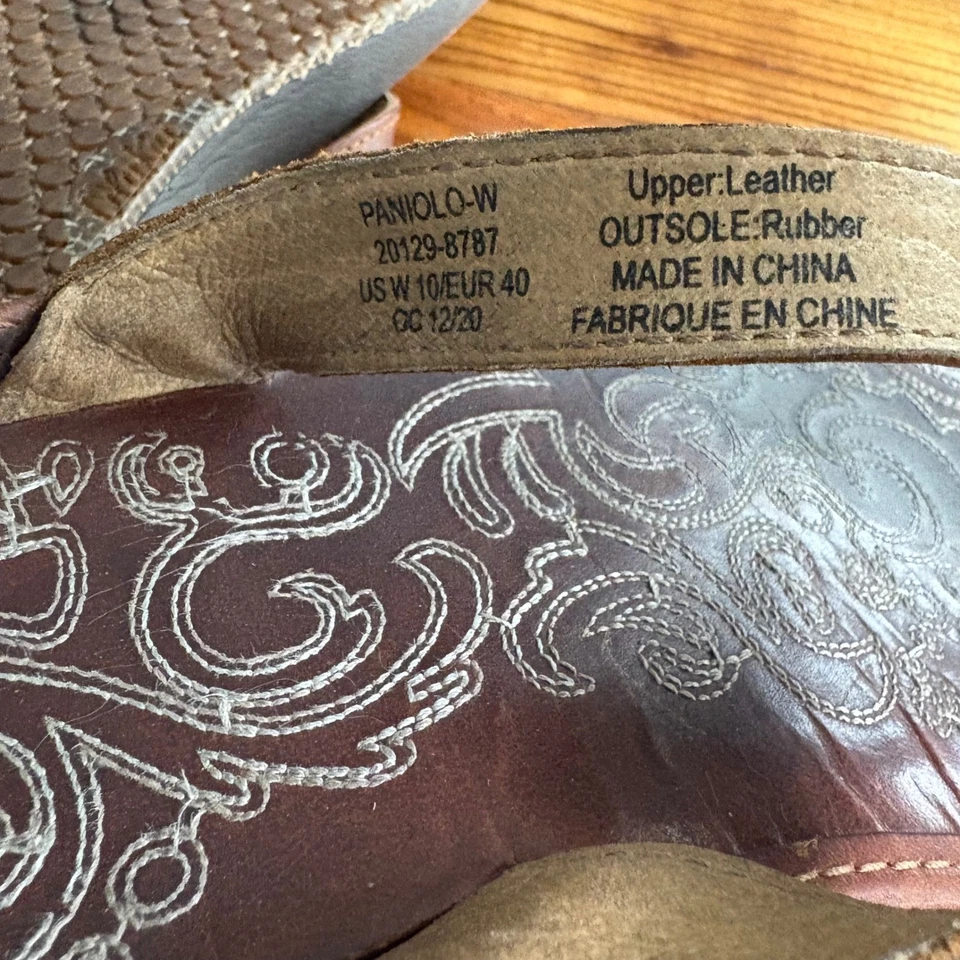 PANIOLO-W
20129-8787
US W 10/EUR 40
GC 12/20
Upper:Leather
OUTSOLE:Rubber
MADE IN CHINA
FABRIQUE EN CHINE